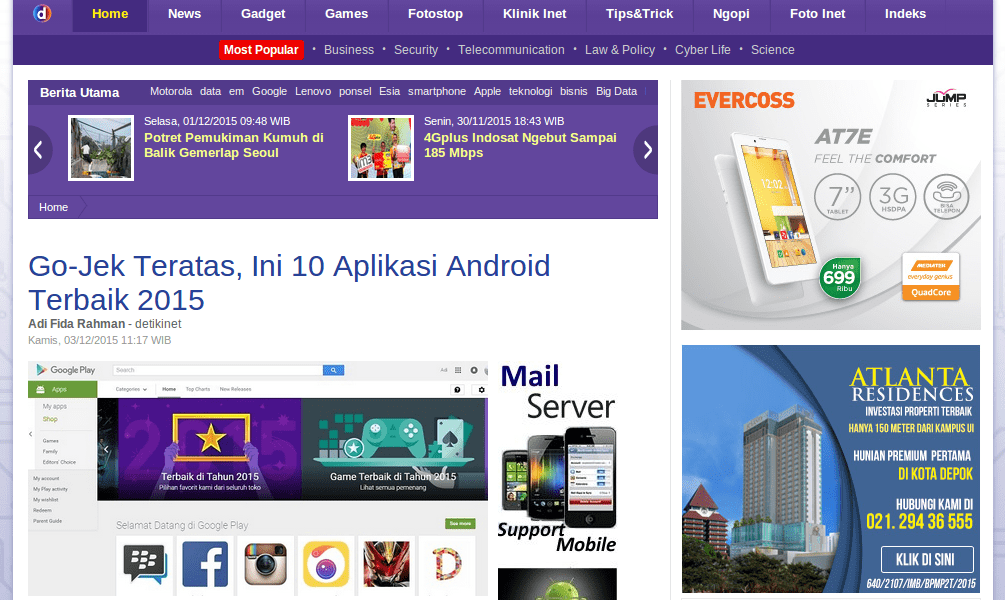 d
Home News Gadget Games Fotostop Klinik Inet Tips&Trick Ngopi Foto Inet Indeks
Most Popular • Business • Security • Telecommunication • Law & Policy • Cyber Life • Science
Berita Utama Motorola data em Google Lenovo ponsel Esia smartphone Apple teknologi bisnis Big Data
Selasa, 01/12/2015 09:48 WIB
Potret Pemukiman Kumuh di
Balik Gemerlap Seoul
Senin, 30/11/2015 18:43 WIB
4Gplus Indosat Ngebut Sampai
185 Mbps
Home
Go-Jek Teratas, Ini 10 Aplikasi Android
Terbaik 2015
Adi Fida Rahman - detikinet
Kamis, 03/12/2015 11:17 WIB
Google Play
Search
Apps
Categories Home Top Charts New Releases
My apps
Shop
Games
Family
Editors' Choice
My account
My Play activity
My wishlist
Redeem
Parent Guide
2015
Terbaik di Tahun 2015
Pilihan favorit kami dari seluruh toko
Game Terbaik di Tahun 2015
Lihat semua pemenang
Selamat Datang di Google Play
See more
Mail
Server
Support
Mobile
EVERCOSS
JUMP
SERIES
AT7E
FEEL THE COMFORT
7”
TABLET
3G
HSDPA
BISA
TELEPON
12:02
Hanya
699
Ribu
MEDIATEK
everyday genius
QuadCore
ATLANTA
RESIDENCES
INVESTASI PROPERTI TERBAIK
HANYA 150 METER DARI KAMPUS UI
HUNIAN PREMIUM PERTAMA
DI KOTA DEPOK
HUBUNGI KAMI DI
021. 294 36 555
KLIK DI SINI
640/2107/IMB/BPMP2T/2015